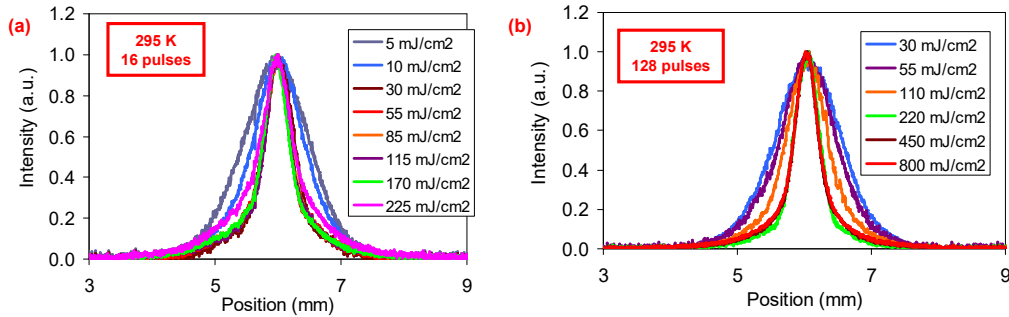 (a)
295 K
16 pulses
Intensity (a.u.)
1.2
1.0
0.8
0.6
0.4
0.2
0.0
3
5
7
9
Position (mm)
5 mJ/cm2
10 mJ/cm2
30 mJ/cm2
55 mJ/cm2
85 mJ/cm2
115 mJ/cm2
170 mJ/cm2
225 mJ/cm2
(b)
295 K
128 pulses
Intensity (a.u.)
1.2
1.0
0.8
0.6
0.4
0.2
0.0
3
5
7
9
Position (mm)
30 mJ/cm2
55 mJ/cm2
110 mJ/cm2
220 mJ/cm2
450 mJ/cm2
800 mJ/cm2